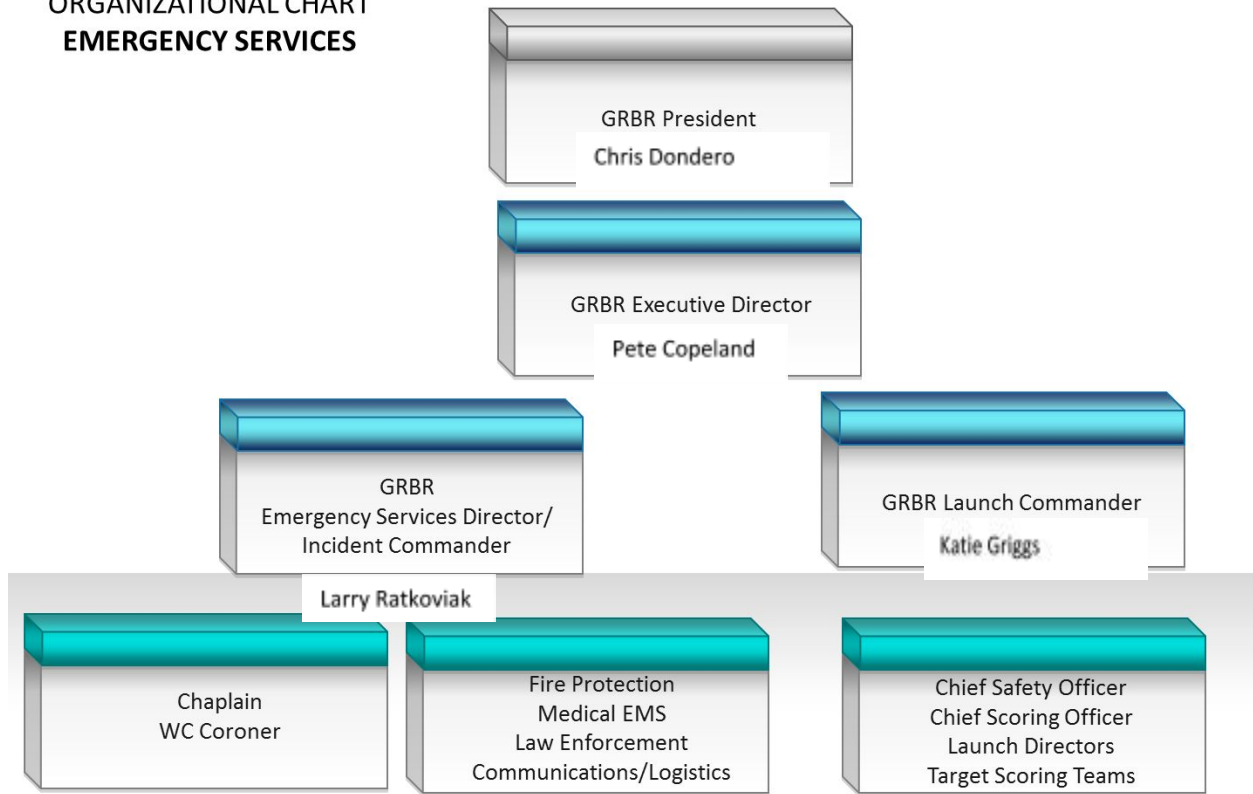 ORGANIZATIONAL CHART
EMERGENCY SERVICES
GRBR President
Chris Dondero
GRBR Executive Director
Pete Copeland
GRBR
Emergency Services Director/
Incident Commander
Larry Ratkoviak
GRBR Launch Commander
Katie Griggs
Chaplain
WC Coroner
Fire Protection
Medical EMS
Law Enforcement
Communications/Logistics
Chief Safety Officer
Chief Scoring Officer
Launch Directors
Target Scoring Teams